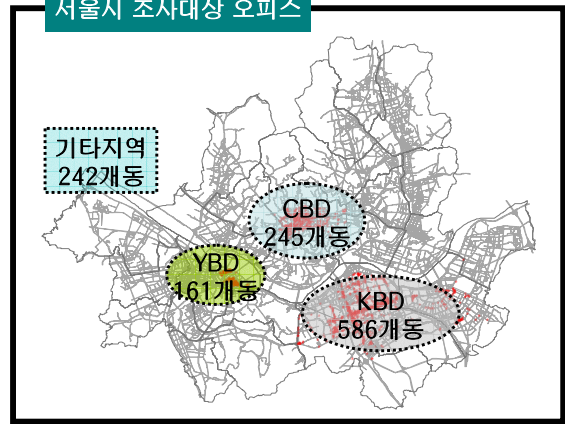 서울시 조사대상 오피스
기타지역
242개동
CBD
245개동
YBD
161개동
KBD
586개동